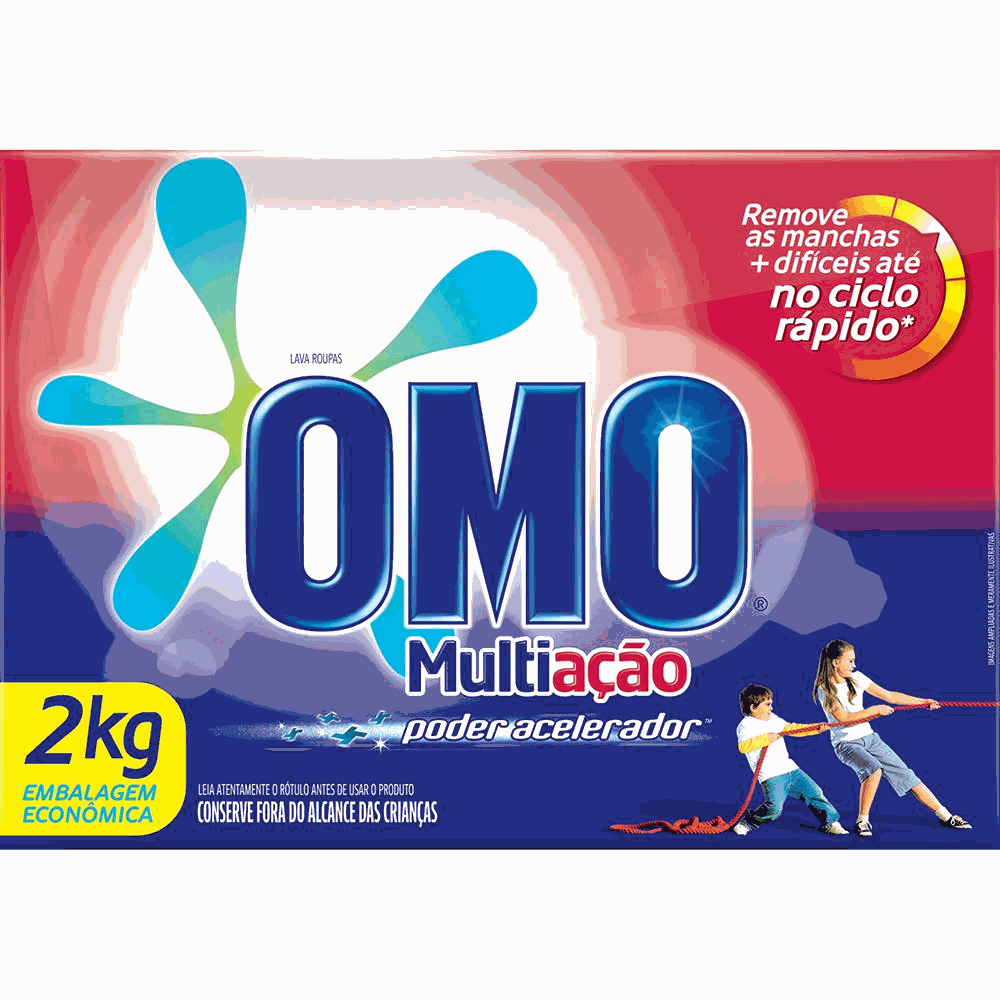 Remove
as manchas
+ difíceis até
no ciclo
rápido*
LAVA ROUPAS
OMO
®
Multiação
poder acelerador™
2kg
EMBALAGEM
ECONÔMICA
LEIA ATENTAMENTE O RÓTULO ANTES DE USAR O PRODUTO
CONSERVE FORA DO ALCANCE DAS CRIANÇAS
IMAGENS AMPLIADAS E MERAMENTE ILUSTRATIVAS